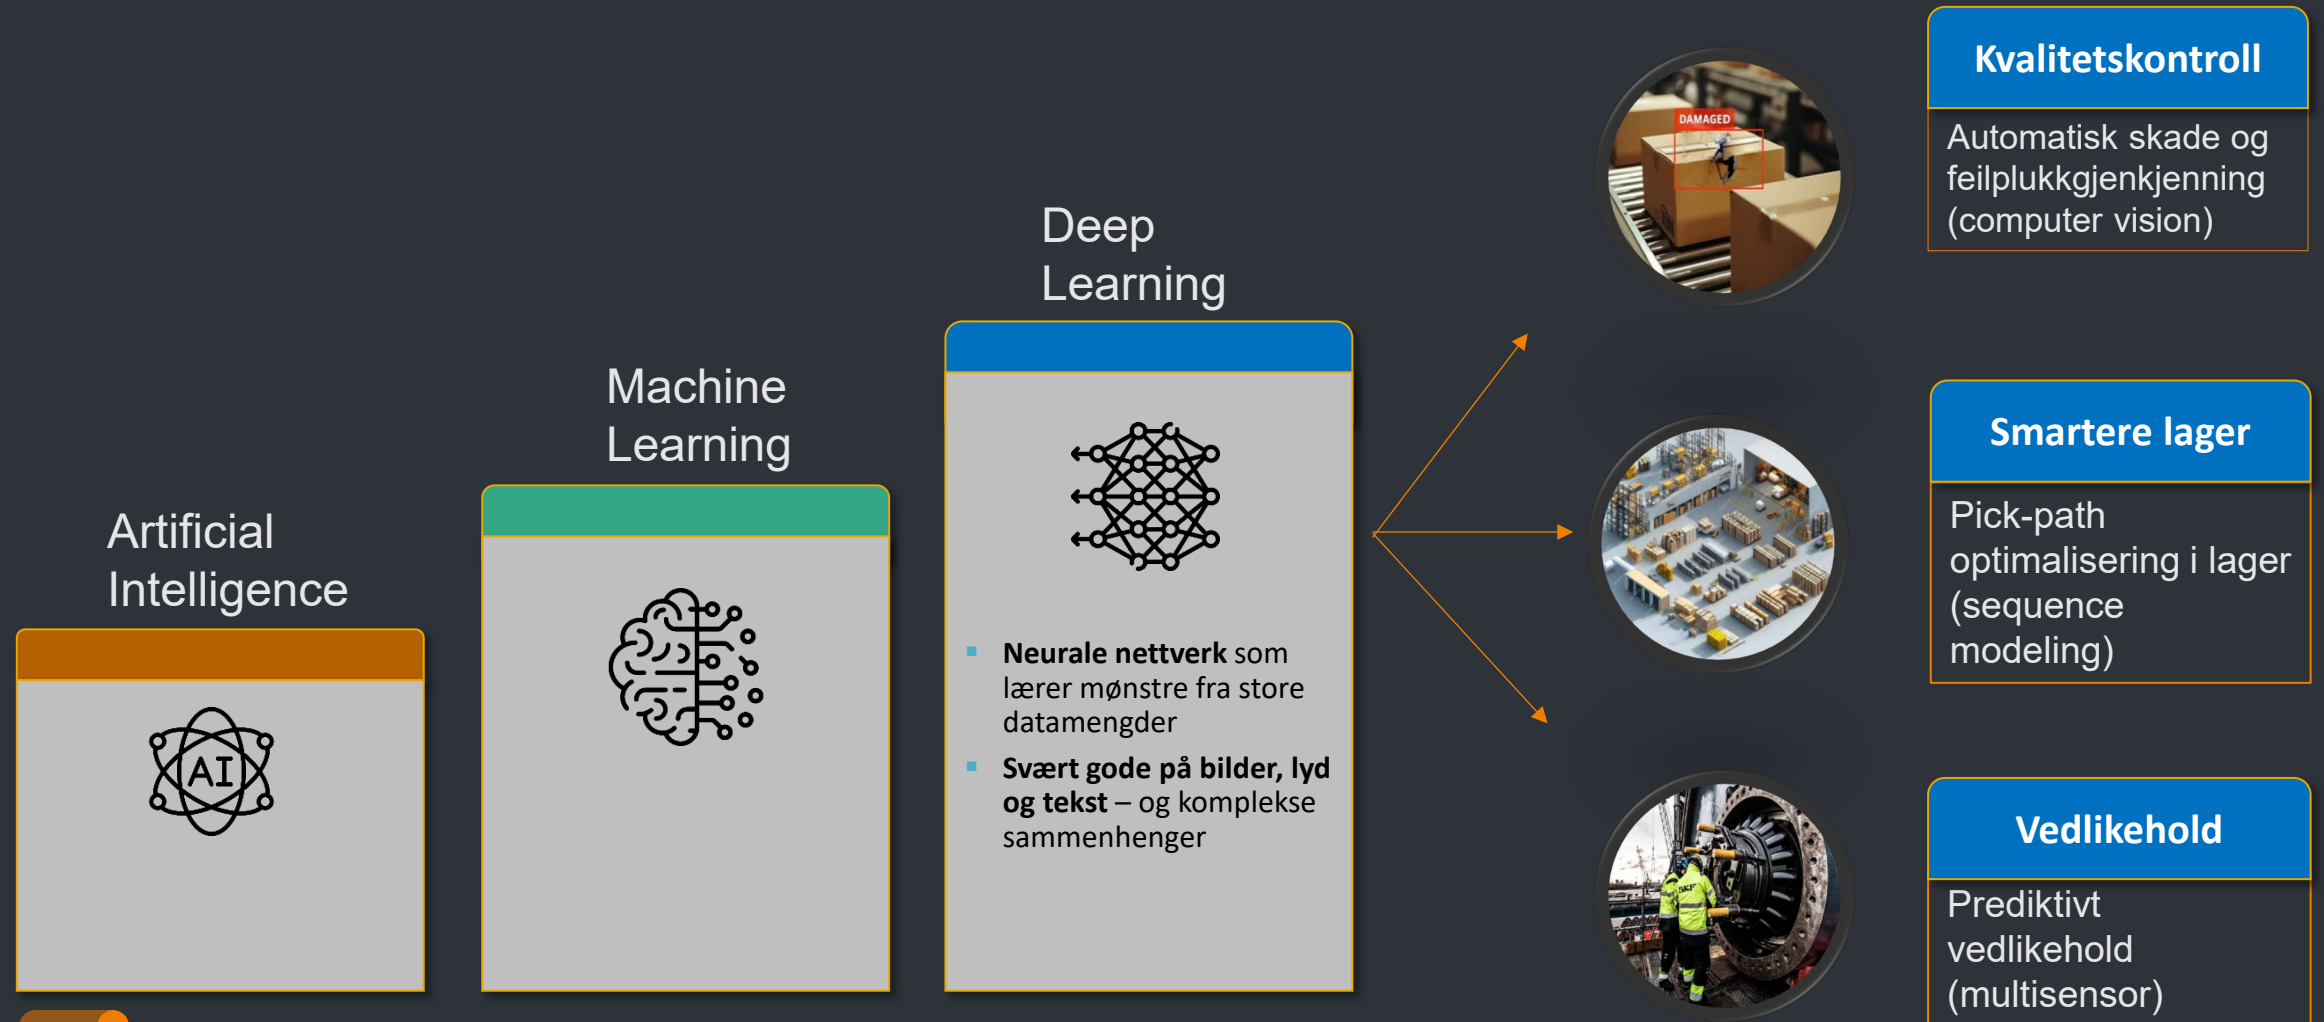 Artificial
Intelligence
AI
Machine
Learning
Deep
Learning
Neurale nettverk som
lærer mønstre fra store
datamengder
Svært gode på bilder, lyd
og tekst – og komplekse
sammenhenger
DAMAGED
Kvalitetskontroll
Automatisk skade og
feilplukkgjenkjenning
(computer vision)
Smartere lager
Pick-path
optimalisering i lager
(sequence
modeling)
SKF
Vedlikehold
Prediktivt
vedlikehold
(multisensor)